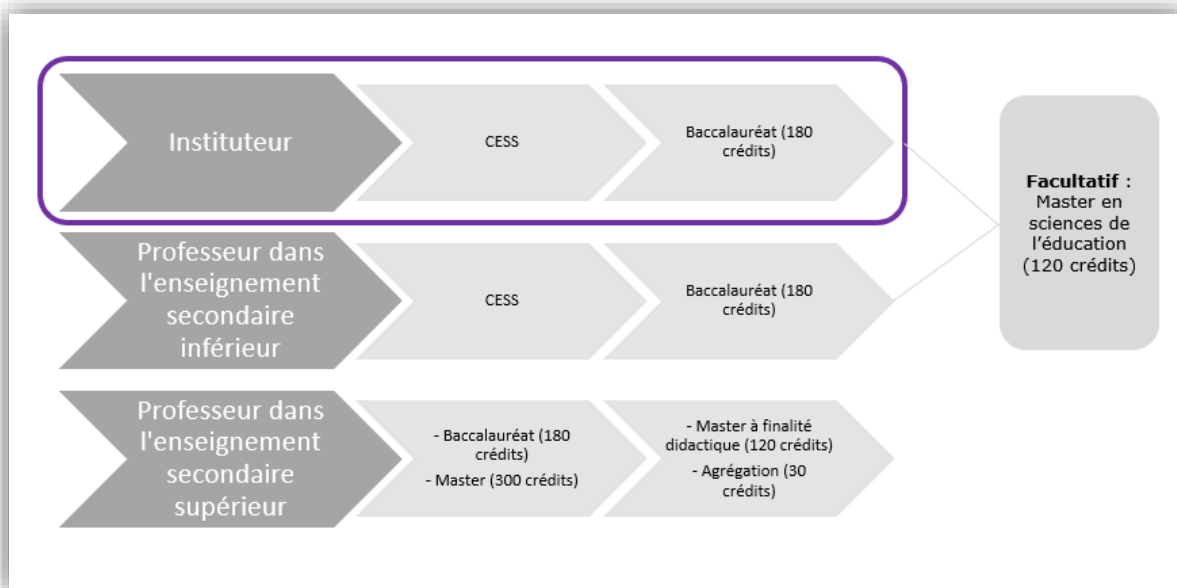 Instituteur
CESS
Baccalauréat (180
crédits)
Facultatif :
Master en
sciences de
l'éducation
(120 crédits)
Professeur dans
l'enseignement
secondaire
inférieur
CESS
Baccalauréat (180
crédits)
Professeur dans
l'enseignement
secondaire
supérieur
- Baccalauréat (180
crédits)
- Master (300 crédits)
- Master à finalité
didactique (120 crédits)
- Agrégation (30
crédits)